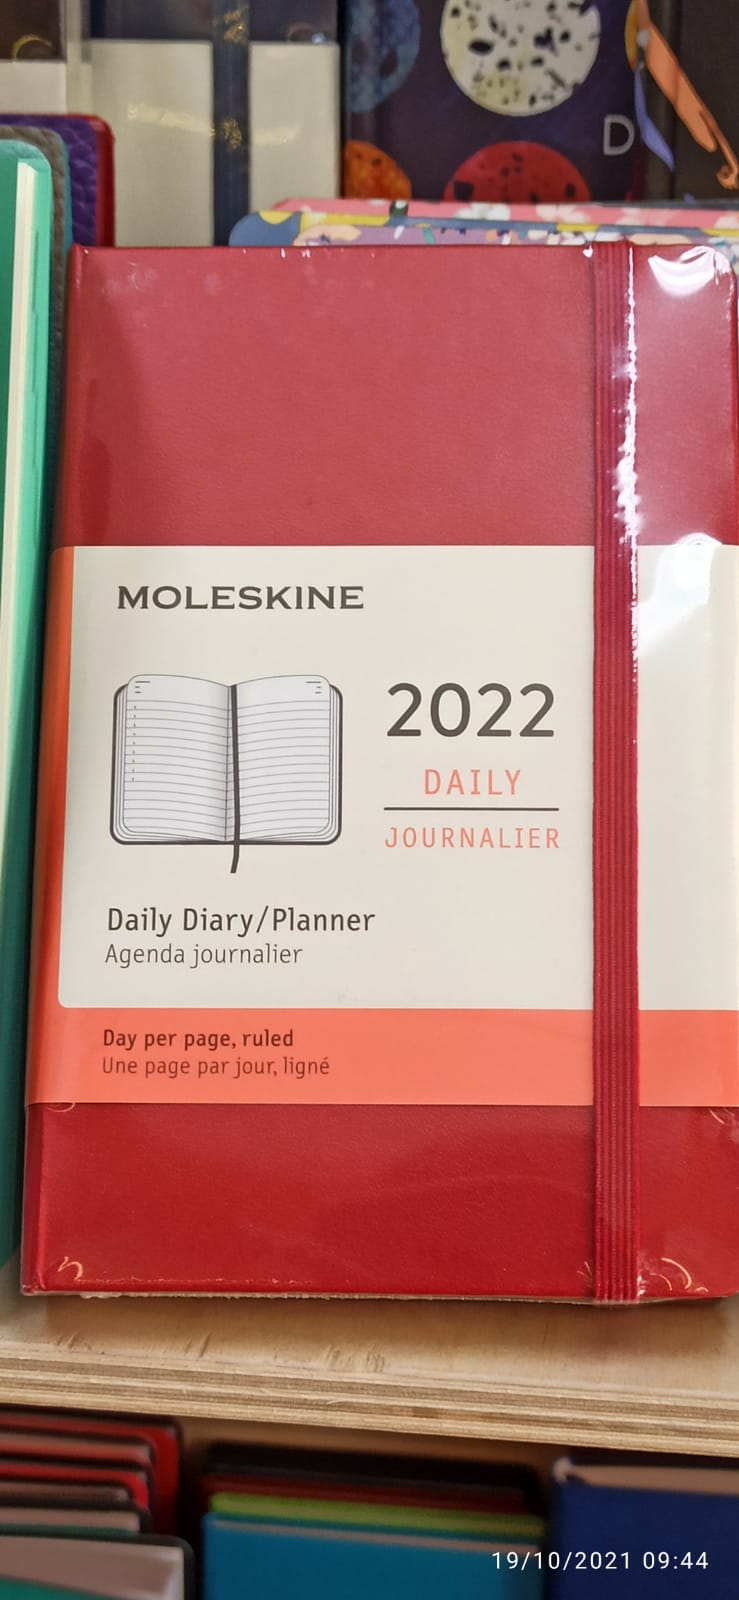 D
MOLESKINE
2022
DAILY
JOURNALIER
Daily Diary/Planner
Agenda journalier
Day per page, ruled
Une page par jour, ligné
19/10/2021 09:44